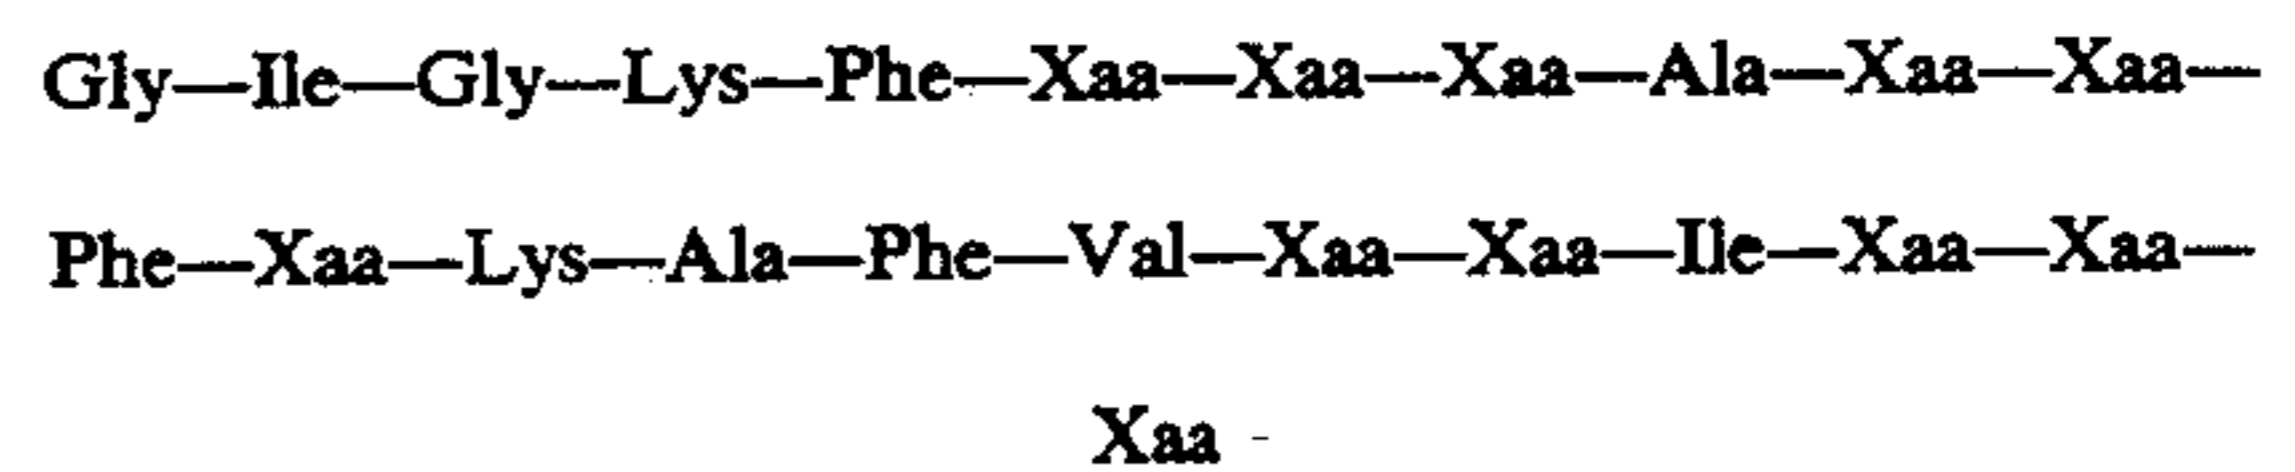 Gly—Ile—Gly—Lys—Phe—Xaa—Xaa—Xaa—Ala—Xaa—Xaa—
Phe—Xaa—Lys—Ala—Phe—Val—Xaa—Xaa—Ile—Xaa—Xaa—
Xaa -